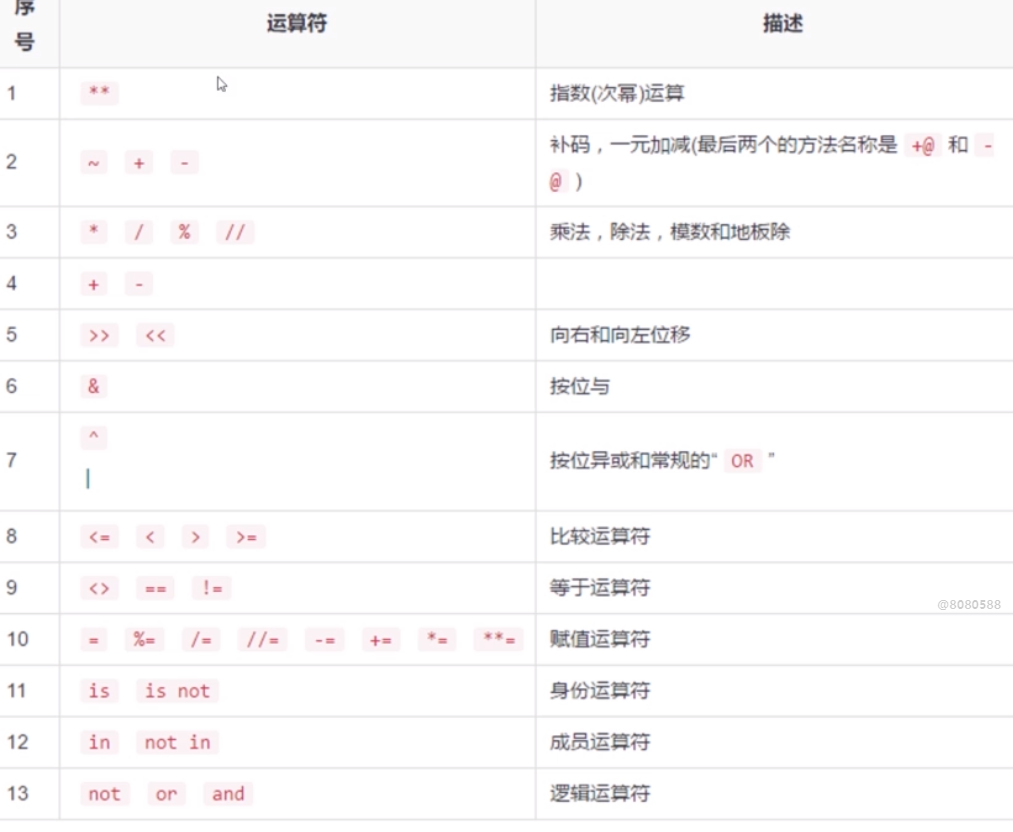 序
号
运算符
描述
1
**
指数(次幂)运算
2
~ + -
补码，一元加减(最后两个的方法名称是 +@ 和 -
@ )
3
* / % //
乘法，除法，模数和地板除
4
+ -
5
>> <<
向右和向左位移
6
&
按位与
7
^
|
按位异或和常规的“ OR ”
8
<= < > >=
比较运算符
9
<> == !=
等于运算符
@8080588
10
= %= /= //= -= += *= **=
赋值运算符
11
is is not
身份运算符
12
in not in
成员运算符
13
not or and
逻辑运算符